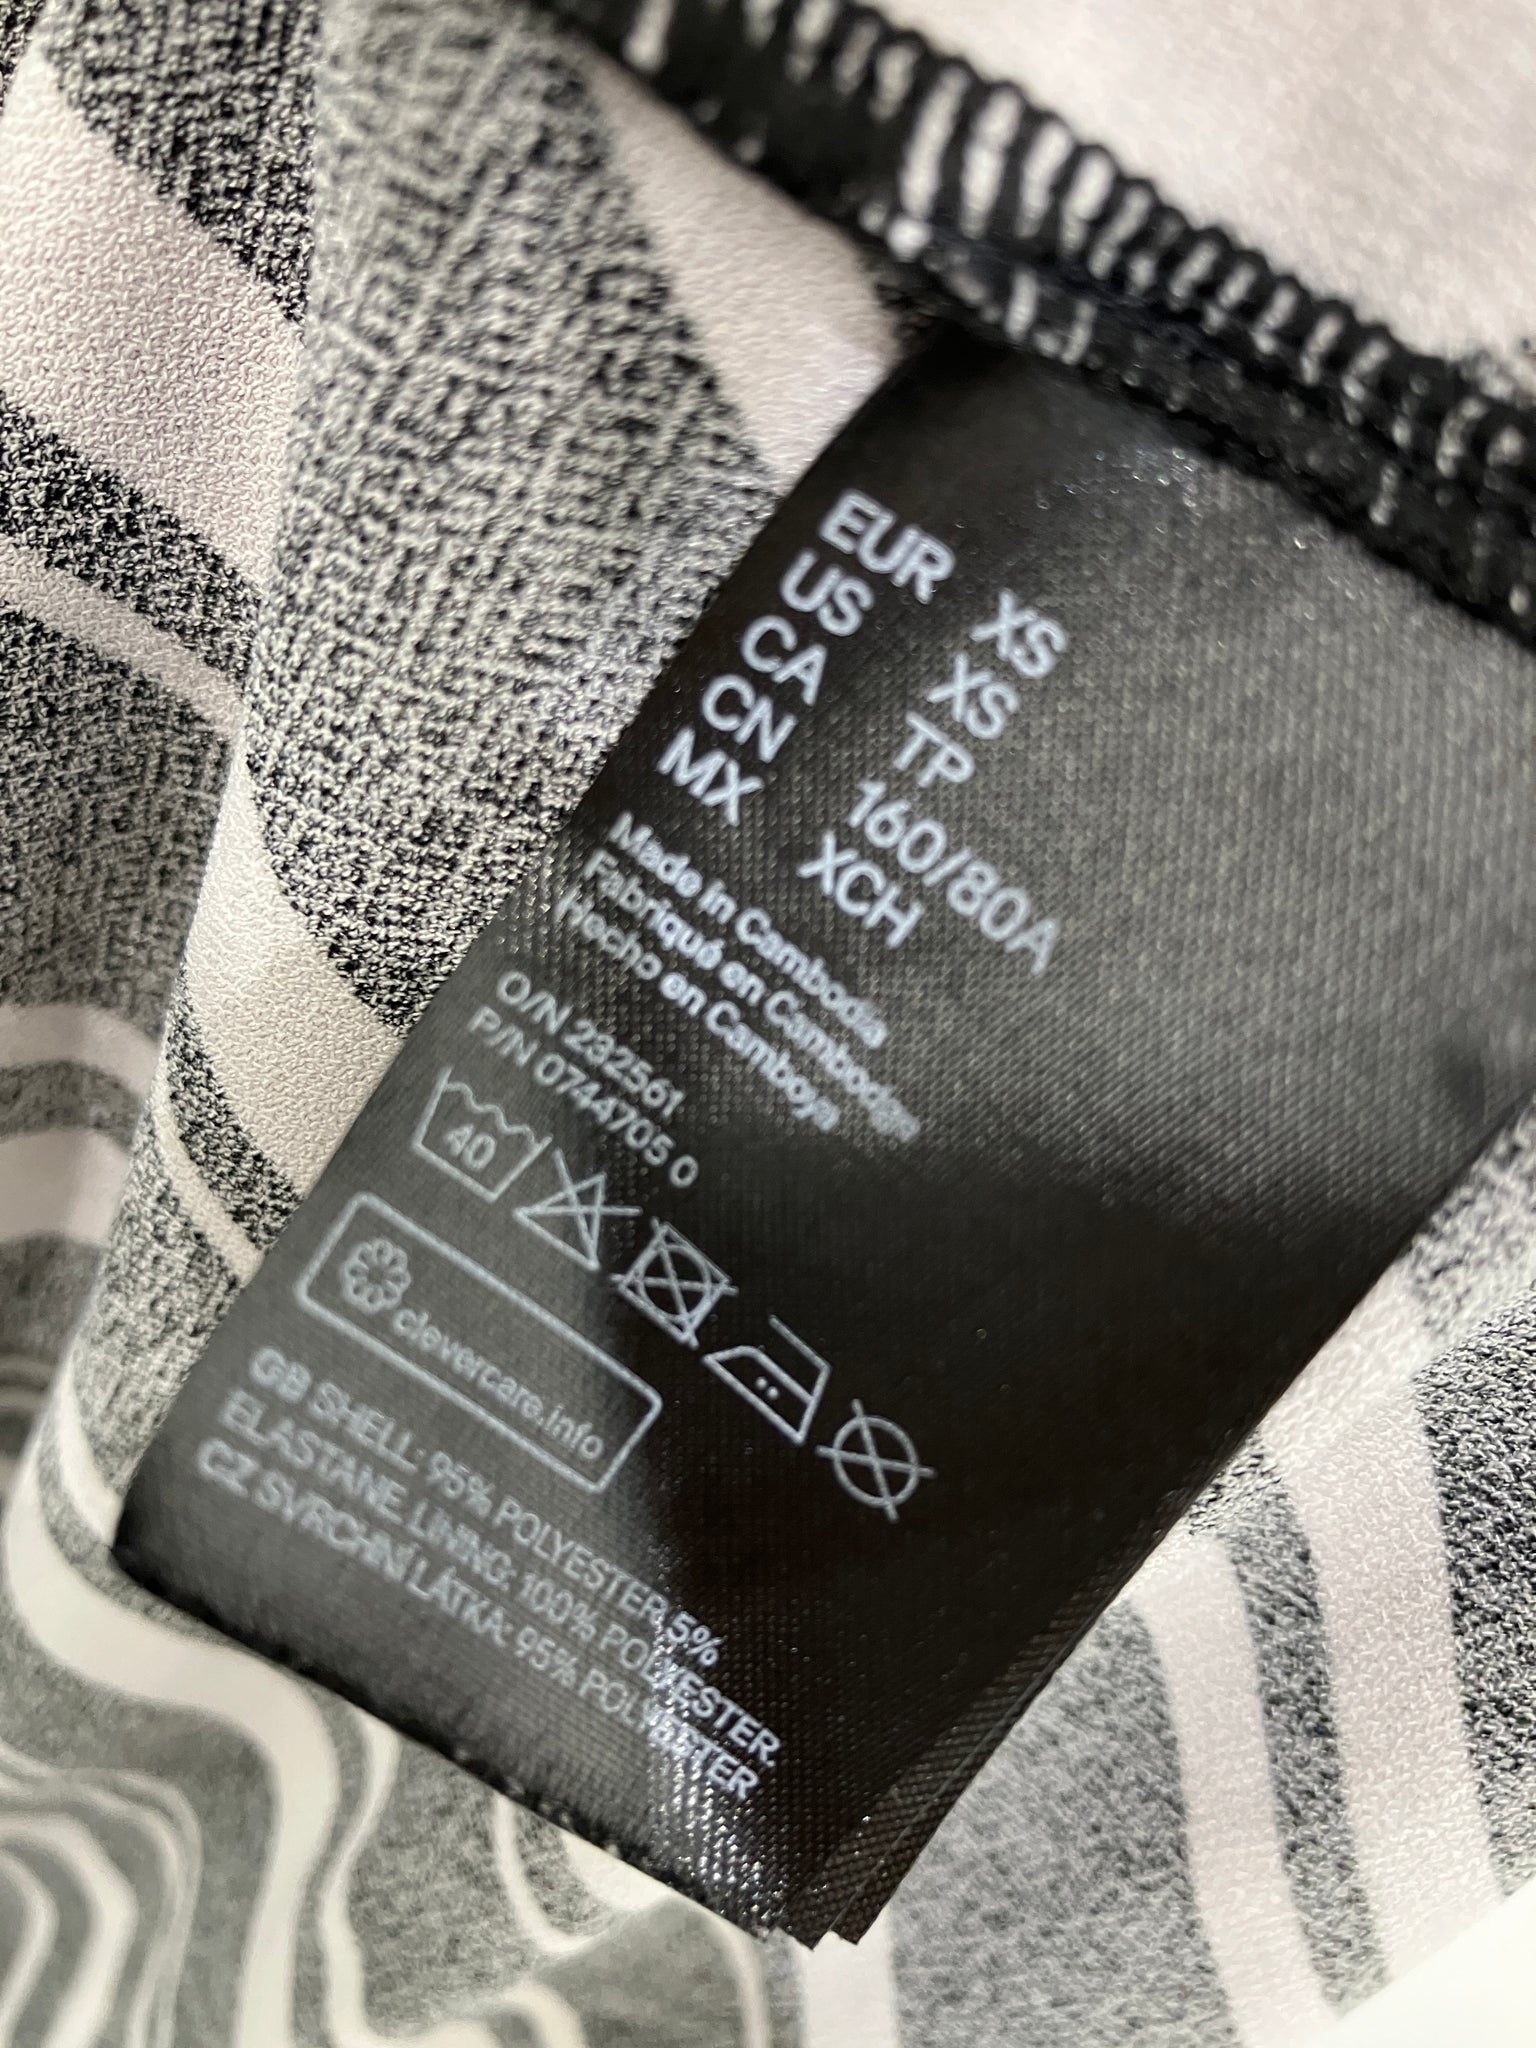 EUR XS
US XS
CA TP
CN 160/80A
MX XCH
Made in Cambodia
Fabriqué en Cambodge
Hecho en Camboya
O/N 232561
P/N 0744705 0
40
clevercare.info
GB SHELL: 95% POLYESTER, 5%
ELASTANE, LINING: 100% POLYESTER
CZ SVRCHNÍ LÁTKA: 95% POLYESTER